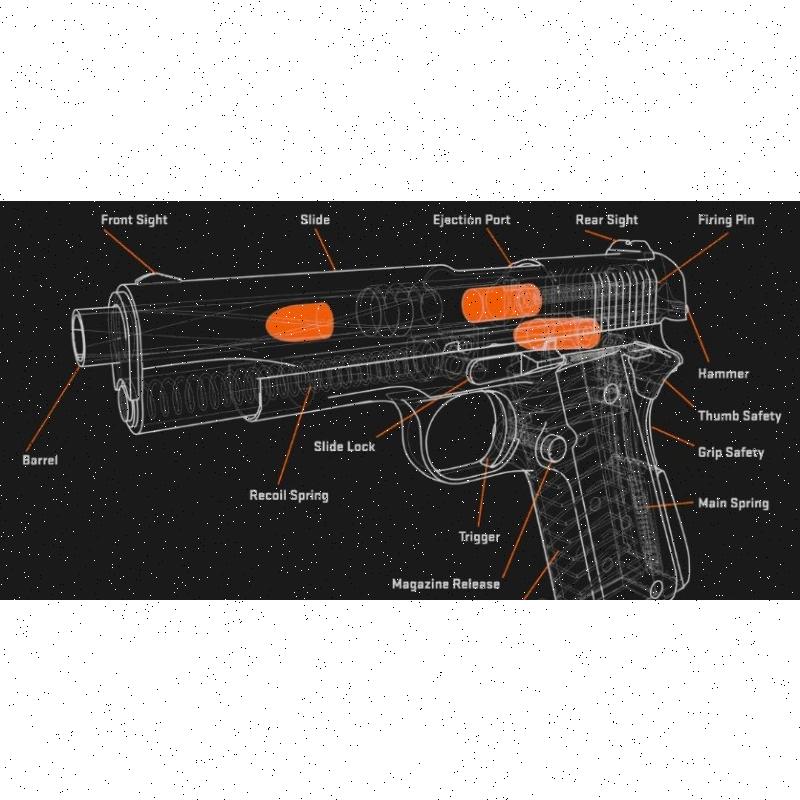 Front Sight
Slide
Ejection Port
Rear Sight
Firing Pin
Hammer
Thumb Safety
Slide Lock
Grip Safety
Barrel
Recoil Spring
Main Spring
Trigger
Magazine Release